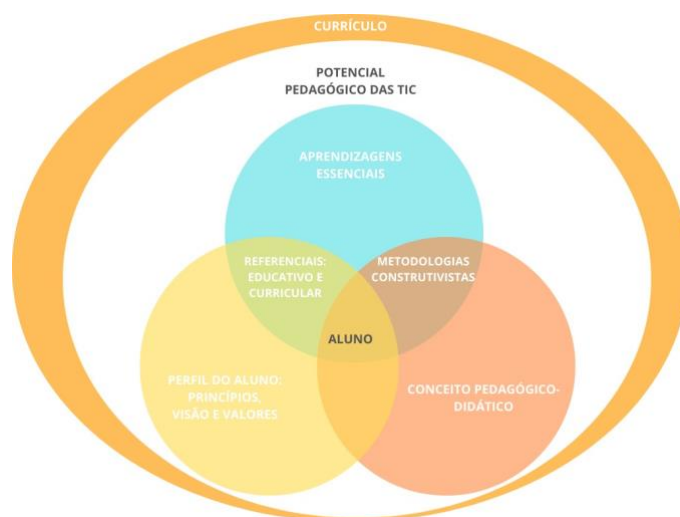 CURRÍCULO
POTENCIAL
PEDAGÓGICO DAS TIC
APRENDIZAGENS
ESSENCIAIS
REFERENCIAIS:
EDUCATIVO E
CURRICULAR
METODOLOGIAS
CONSTRUTIVISTAS
ALUNO
PERFIL DO ALUNO:
PRINCÍPIOS,
VISÃO E VALORES
CONCEITO PEDAGÓGICO-
DIDÁTICO